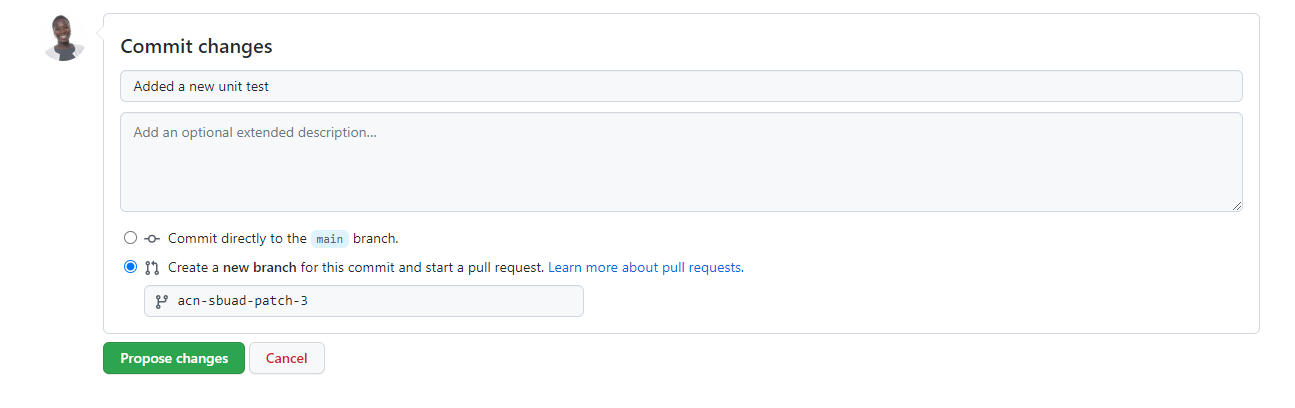 Commit changes
Added a new unit test
Add an optional extended description...
Commit directly to the main branch.
Create a new branch for this commit and start a pull request. Learn more about pull requests.
acn-sbuad-patch-3
Propose changes Cancel